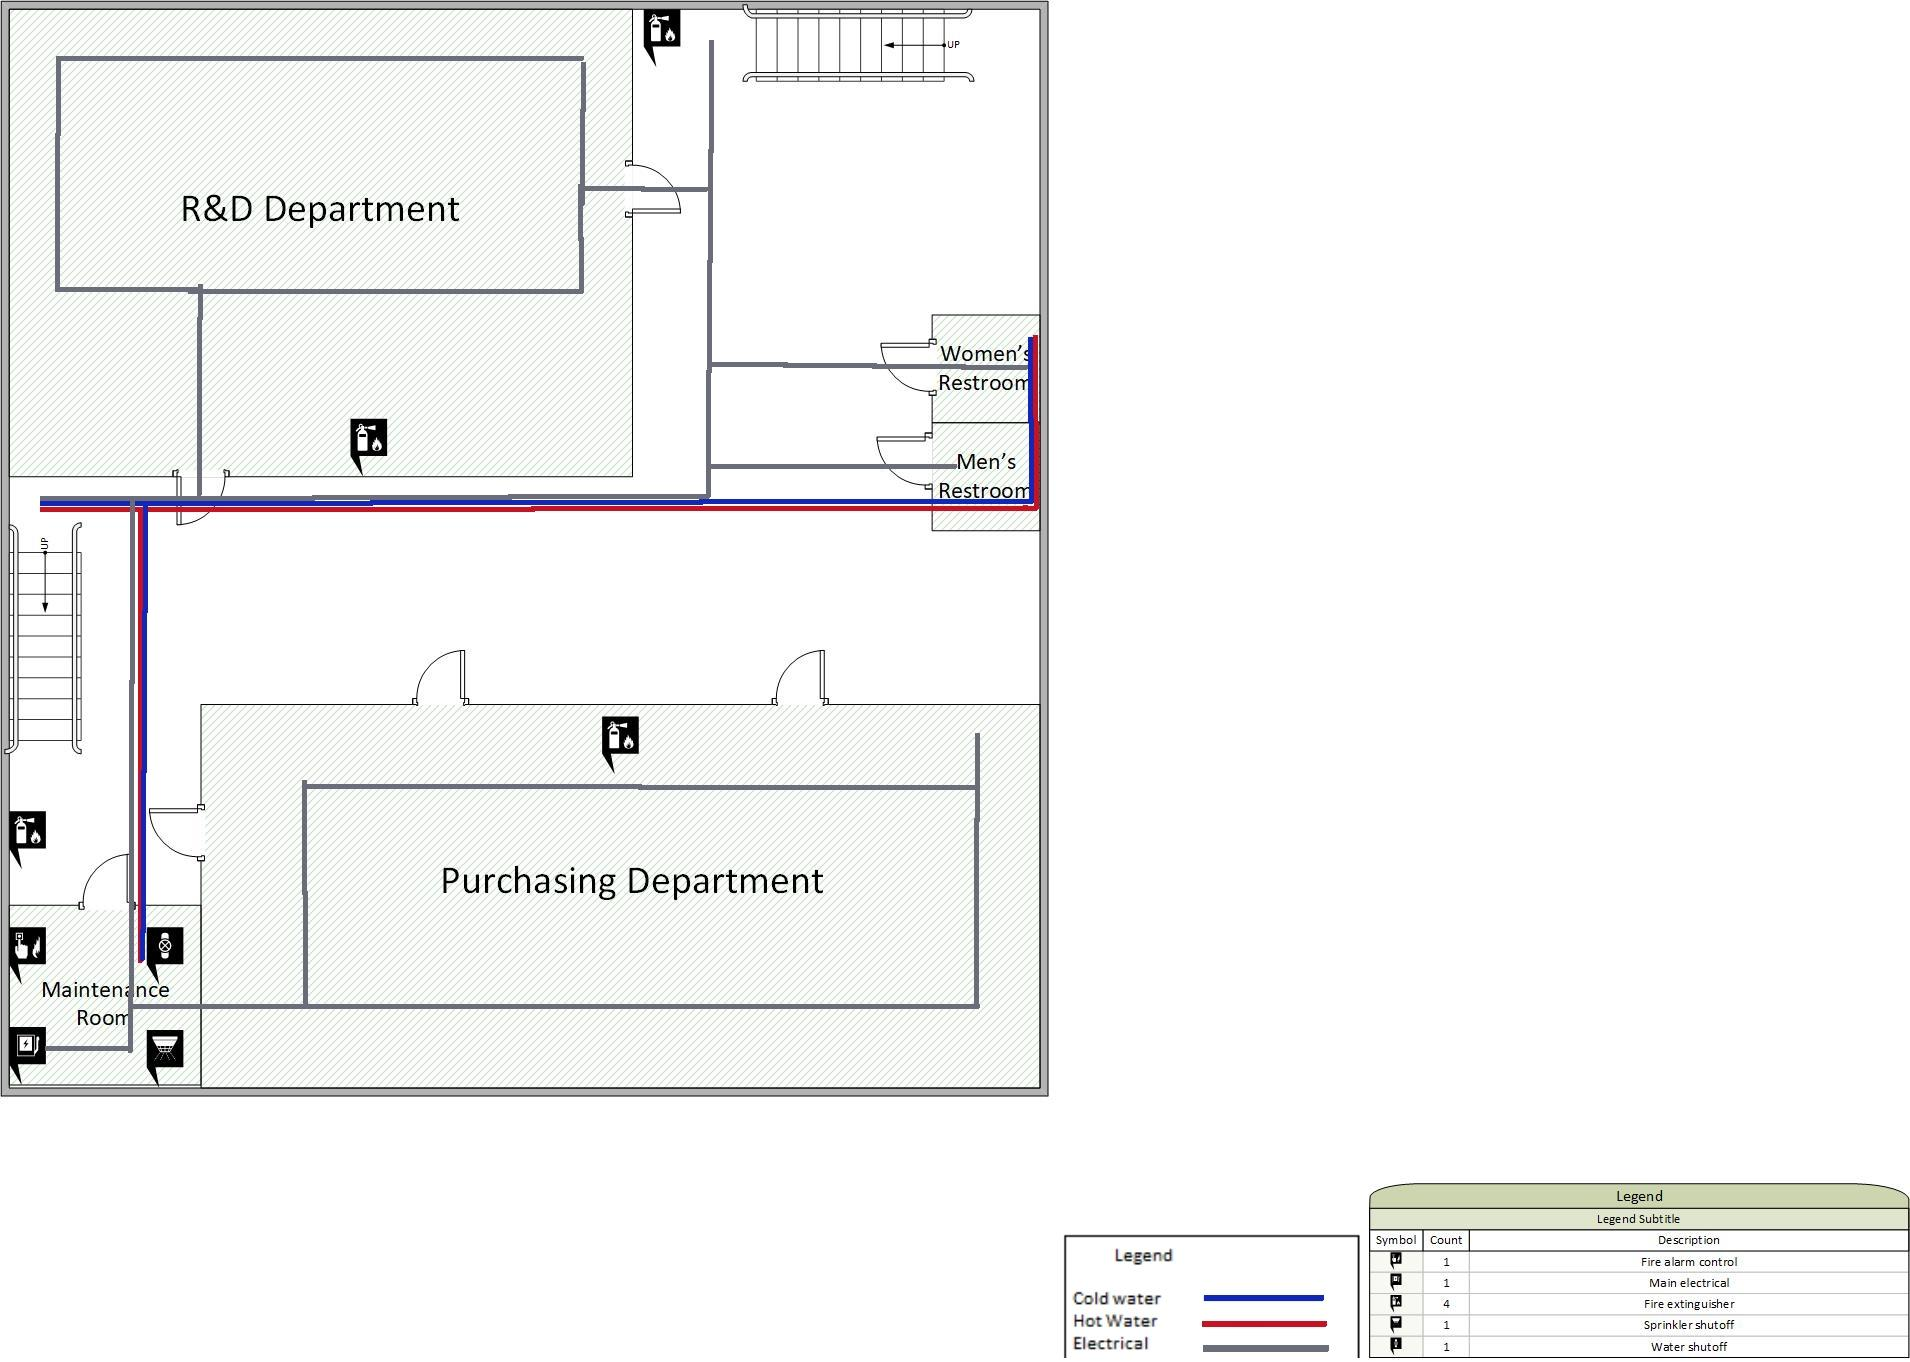 UP
R&D Department
Women's
Restroom
Men's
Restroom
UP
Purchasing Department
Maintenance
Room
Legend
Cold water
Hot Water
Electrical
Legend
Legend Subtitle
Symbol Count Description
1 Fire alarm control
1 Main electrical
4 Fire extinguisher
1 Sprinkler shutoff
1 Water shutoff